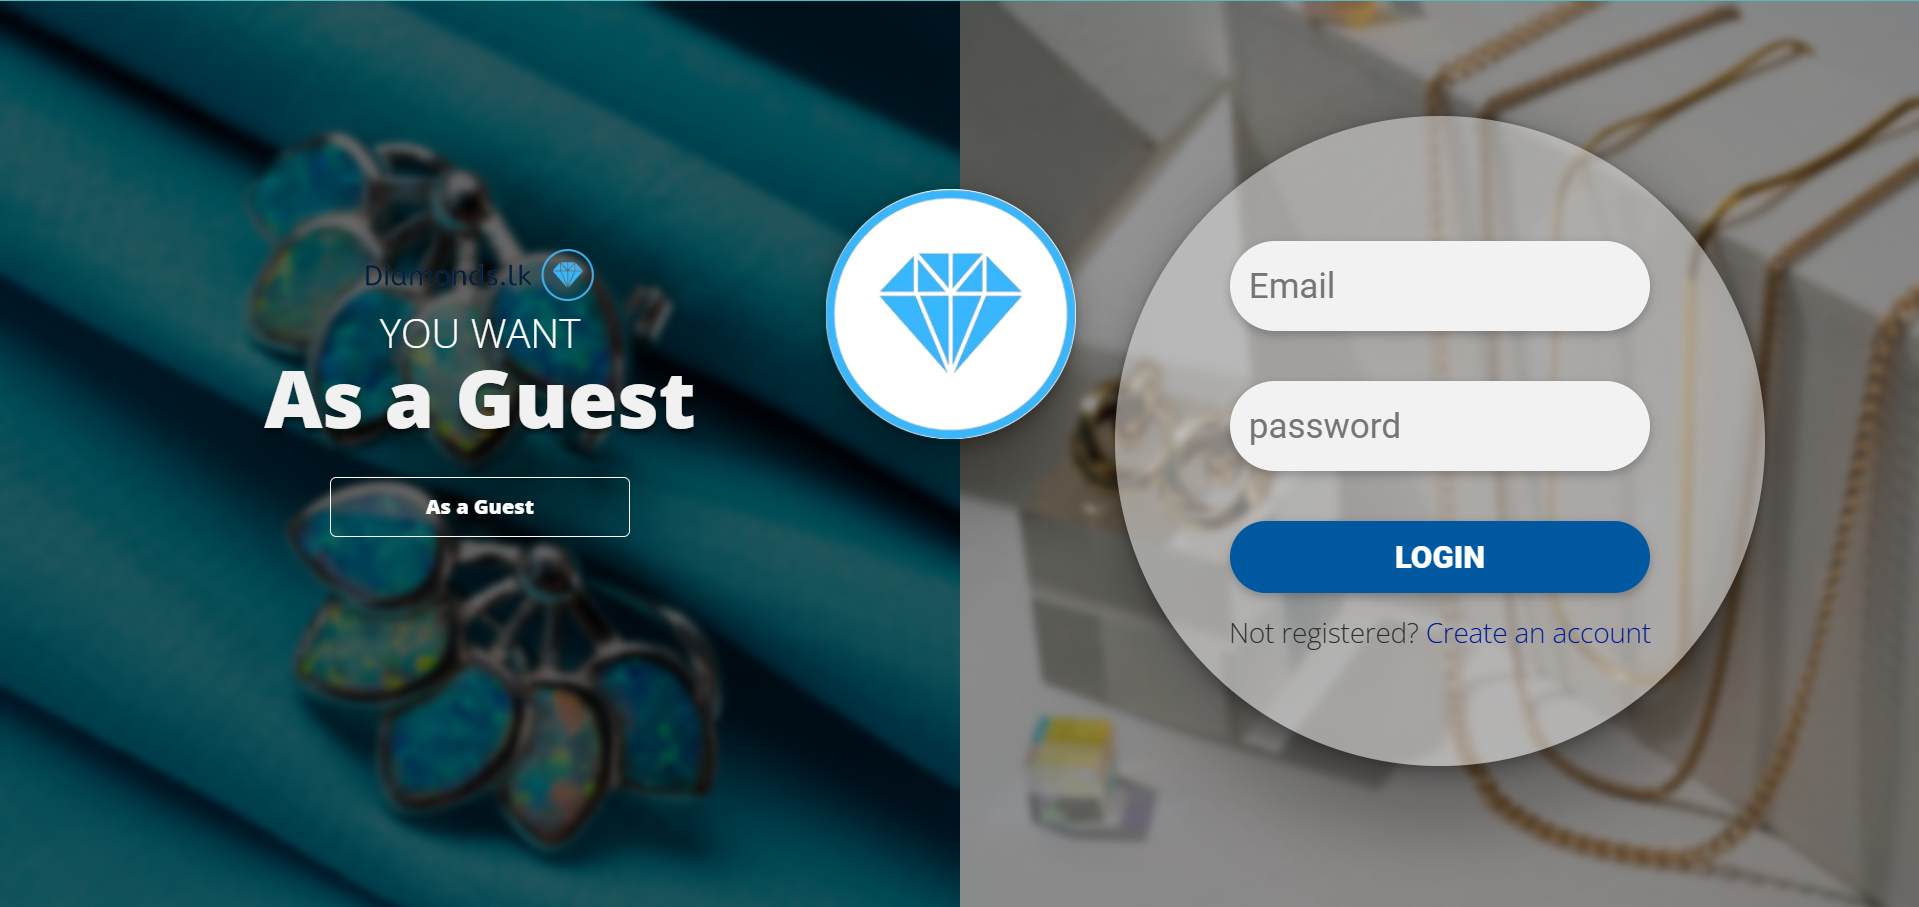 Diamonds.lk
YOU WANT
As a Guest
As a Guest
Email
password
LOGIN
Not registered? Create an account